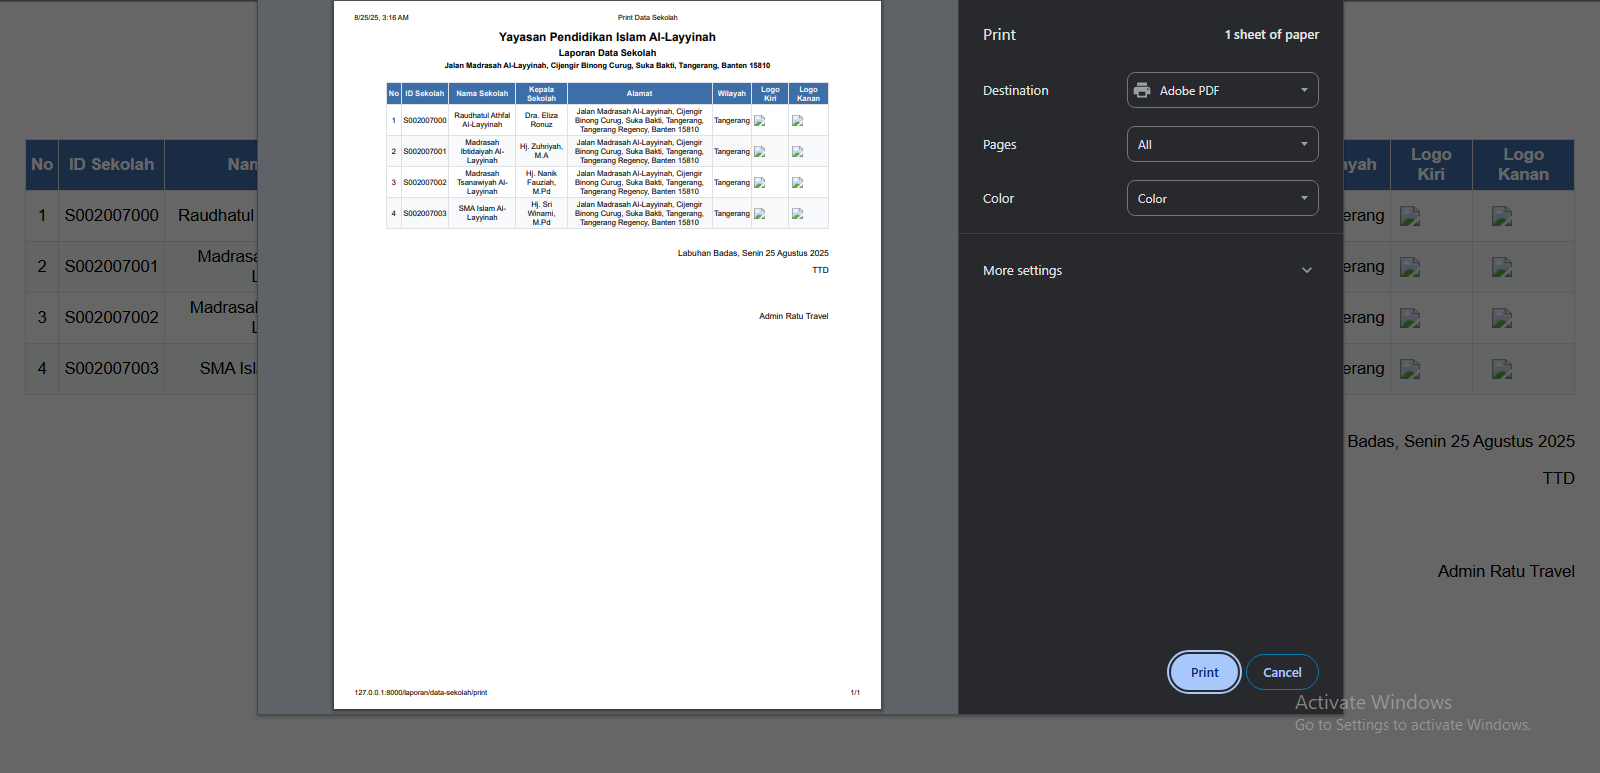 8/25/25, 3:16 AM
Print Data Sekolah
Yayasan Pendidikan Islam Al-Layyinah
Laporan Data Sekolah
Jalan Madrasah Al-Layyinah, Cijengir Binong Curug, Suka Bakti, Tangerang, Banten 15810
No ID Sekolah Nama Sekolah Kepala Sekolah Alamat Wilayah Logo Kiri Logo Kanan
1 S002007000 Raudhatul Athfal Al-Layyinah Dra. Eliza Ronuz Jalan Madrasah Al-Layyinah, Cijengir Binong Curug, Suka Bakti, Tangerang, Tangerang Regency, Banten 15810 Tangerang
2 S002007001 Madrasah Ibtidaiyah Al-Layyinah Hj. Zuhriyah, M.A Jalan Madrasah Al-Layyinah, Cijengir Binong Curug, Suka Bakti, Tangerang, Tangerang Regency, Banten 15810 Tangerang
3 S002007002 Madrasah Tsanawiyah Al-Layyinah Hj. Nanik Fauziah, M.Pd Jalan Madrasah Al-Layyinah, Cijengir Binong Curug, Suka Bakti, Tangerang, Tangerang Regency, Banten 15810 Tangerang
4 S002007003 SMA Islam Al-Layyinah Hj. Sri Winarni, M.Pd Jalan Madrasah Al-Layyinah, Cijengir Binong Curug, Suka Bakti, Tangerang, Tangerang Regency, Banten 15810 Tangerang
Labuhan Badas, Senin 25 Agustus 2025
TTD
Admin Ratu Travel
127.0.0.1:8000/laporan/data-sekolah/print
1/1
Print
1 sheet of paper
Destination
Adobe PDF
Pages
All
Color
Color
More settings
Print
Cancel
No ID Sekolah Nam
1 S002007000 Raudhatul
2 S002007001 Madrasa
L
3 S002007002 Madrasah
L
4 S002007003 SMA Isl
yah Logo Kiri Logo Kanan
erang
erang
erang
erang
Badas, Senin 25 Agustus 2025
TTD
Admin Ratu Travel
Activate Windows
Go to Settings to activate Windows.